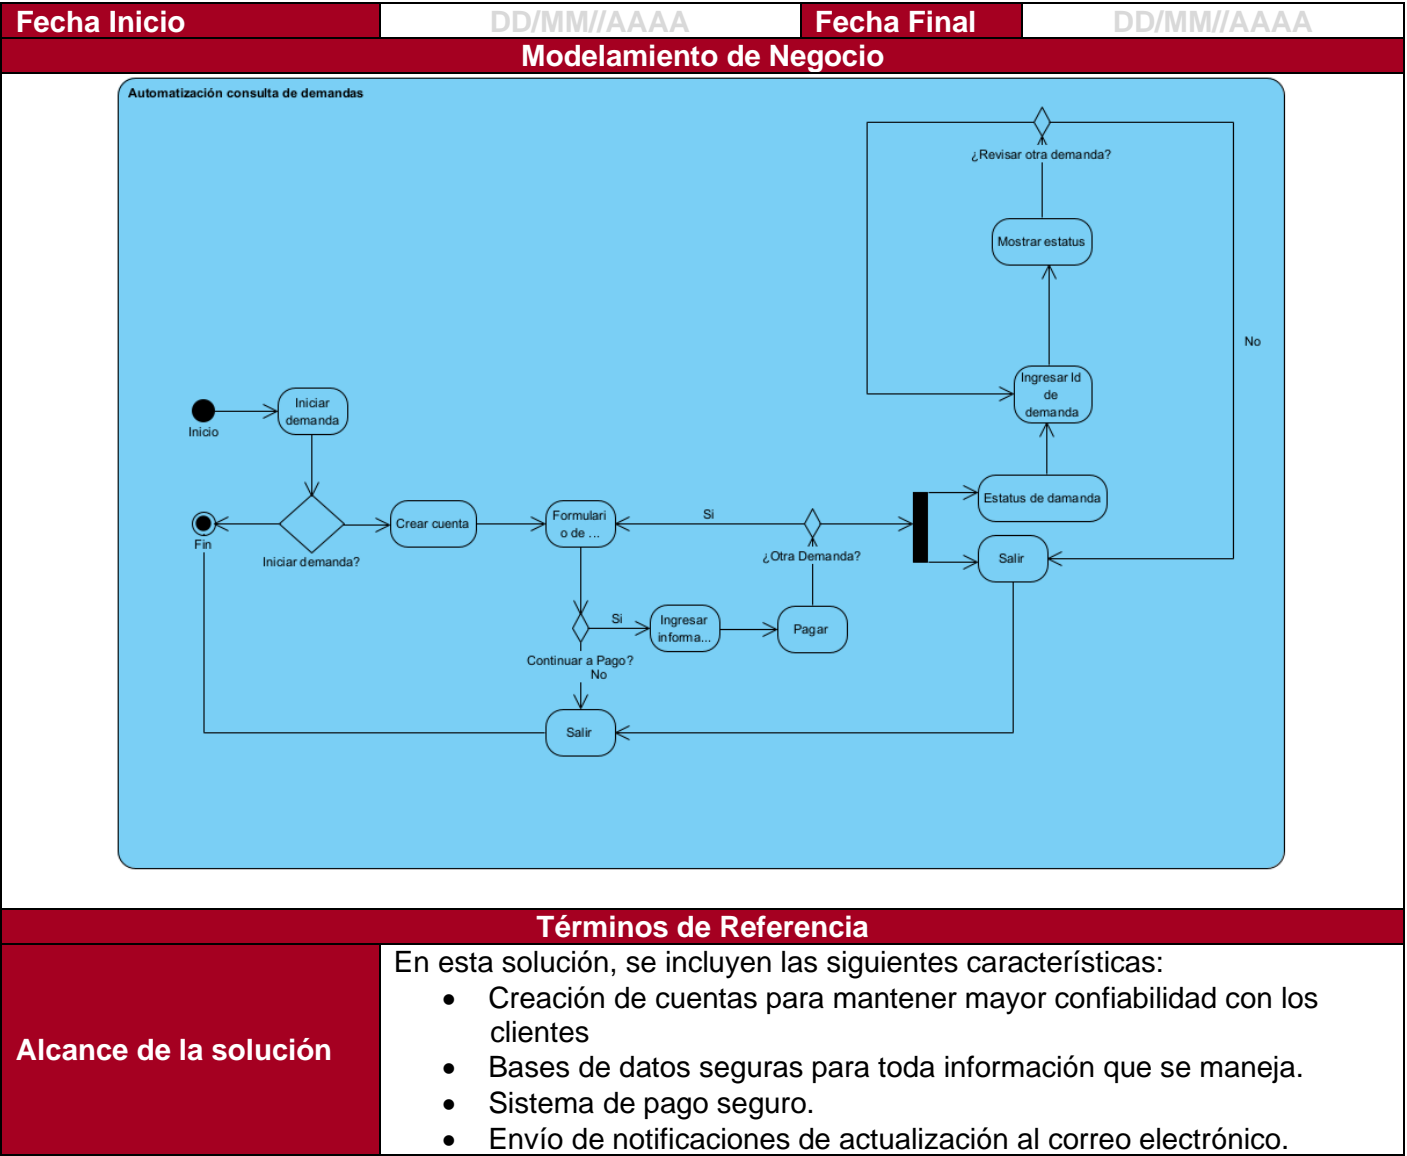 Fecha Inicio DD/MM//AAAA Fecha Final DD/MM//AAAA
Modelamiento de Negocio
Automatización consulta de demandas
¿Revisar otra demanda?
Mostrar estatus
No
Ingresar Id
de
demanda
Iniciar
demanda
Inicio
Estatus de damanda
Crear cuenta
Formulari
o de ...
Si
Fin
Iniciar demanda?
¿Otra Demanda?
Salir
Si
Ingresar
informa...
Pagar
Continuar a Pago?
No
Salir
Términos de Referencia
Alcance de la solución
En esta solución, se incluyen las siguientes características:
• Creación de cuentas para mantener mayor confiabilidad con los
clientes
• Bases de datos seguras para toda información que se maneja.
• Sistema de pago seguro.
• Envío de notificaciones de actualización al correo electrónico.